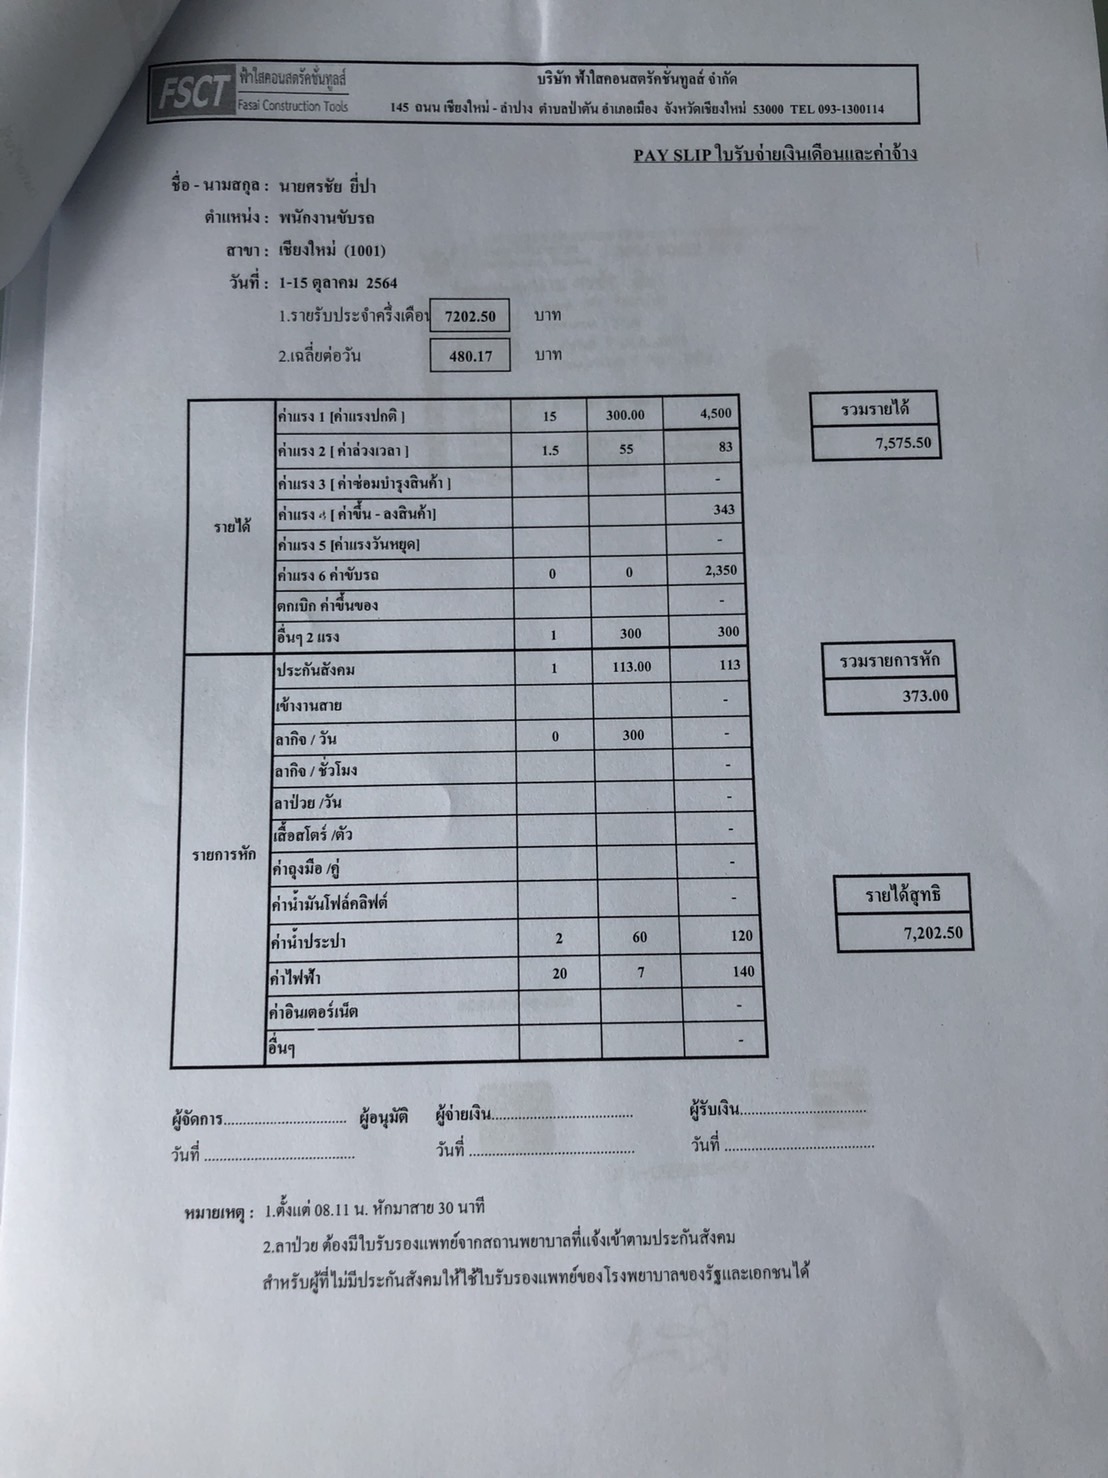 FSCT ฟ้าใสคอนสตรัคชั่นทูลส์
Fasai Construction Tools
บริษัท ฟ้าใสคอนสตรัคชั่นทูลส์ จำกัด
145 ถนน เชียงใหม่ - ลำปาง ตำบลป่าตัน อำเภอเมือง จังหวัดเชียงใหม่ 53000 TEL 093-1300114
PAY SLIP ใบรับจ่ายเงินเดือนและค่าจ้าง
ชื่อ - นามสกุล : นายศรชัย ยี่ปา
ตำแหน่ง : พนักงานขับรถ
สาขา : เชียงใหม่ (1001)
วันที่ : 1-15 ตุลาคม 2564
1.รายรับประจำครึ่งเดือน 7202.50 บาท
2.เฉลี่ยต่อวัน 480.17 บาท
รายได้
ค่าแรง 1 [ค่าแรงปกติ ] 15 300.00 4,500
ค่าแรง 2 [ ค่าล่วงเวลา ] 1.5 55 83
ค่าแรง 3 [ ค่าซ่อมบำรุงสินค้า ] -
ค่าแรง 4 [ ค่าขึ้น - ลงสินค้า] 343
ค่าแรง 5 [ค่าแรงวันหยุด] -
ค่าแรง 6 ค่าขับรถ 0 0 2,350
ตกเบิก ค่าขึ้นของ -
อื่นๆ 2 แรง 1 300 300
รวมรายได้
7,575.50
รายการหัก
ประกันสังคม 1 113.00 113
เข้างานสาย -
ลากิจ / วัน 0 300 -
ลากิจ / ชั่วโมง -
ลาป่วย /วัน -
เสื้อสโตร์ /ตัว -
ค่าถุงมือ /คู่ -
ค่าน้ำมันโฟล์คลิฟต์ -
ค่าน้ำประปา 2 60 120
ค่าไฟฟ้า 20 7 140
ค่าอินเตอร์เน็ต -
อื่นๆ -
รวมรายการหัก
373.00
รายได้สุทธิ
7,202.50
ผู้จัดการ................................ ผู้อนุมัติ ผู้จ่ายเงิน..................................... ผู้รับเงิน.................................
วันที่ ....................................... วันที่ ........................................... วันที่ .......................................
หมายเหตุ : 1.ตั้งแต่ 08.11 น. หักมาสาย 30 นาที
2.ลาป่วย ต้องมีใบรับรองแพทย์จากสถานพยาบาลที่แจ้งเข้าตามประกันสังคม
สำหรับผู้ที่ไม่มีประกันสังคมให้ใช้ใบรับรองแพทย์ของโรงพยาบาลของรัฐและเอกชนได้